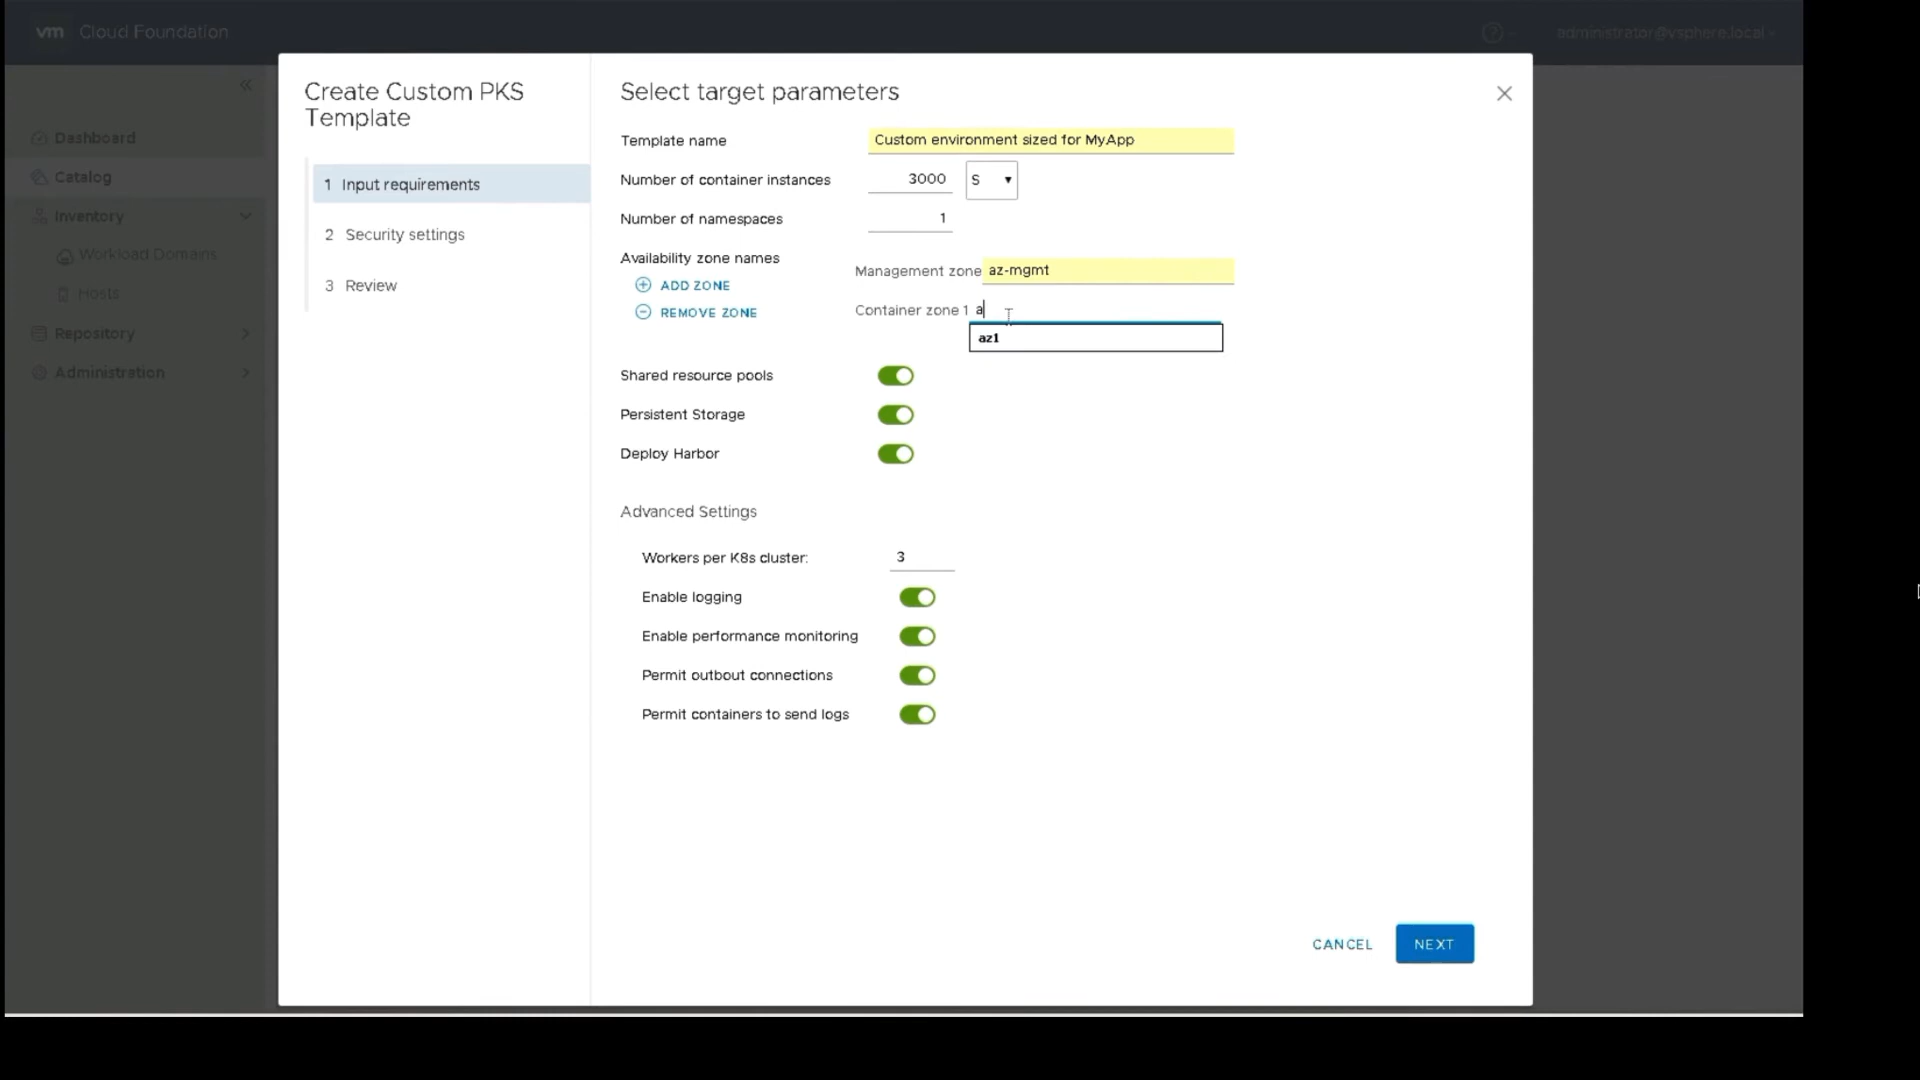 vm Cloud Foundation
administrator@vsphere.local
Dashboard
Catalog
Inventory
Workload Domains
Hosts
Repository
Administration
Create Custom PKS
Template
1 Input requirements
2 Security settings
3 Review
Select target parameters
Template name Custom environment sized for MyApp
Number of container instances 3000 S
Number of namespaces 1
Availability zone names
ADD ZONE
REMOVE ZONE
Management zone az-mgmt
Container zone 1 a
az1
Shared resource pools
Persistent Storage
Deploy Harbor
Advanced Settings
Workers per K8s cluster: 3
Enable logging
Enable performance monitoring
Permit outbout connections
Permit containers to send logs
CANCEL NEXT